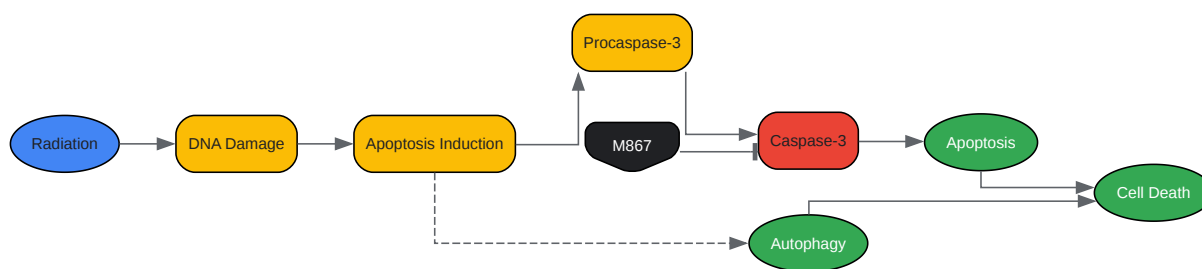 Procaspase-3
Radiation
DNA Damage
Apoptosis Induction
M867
Caspase-3
Apoptosis
Cell Death
Autophagy